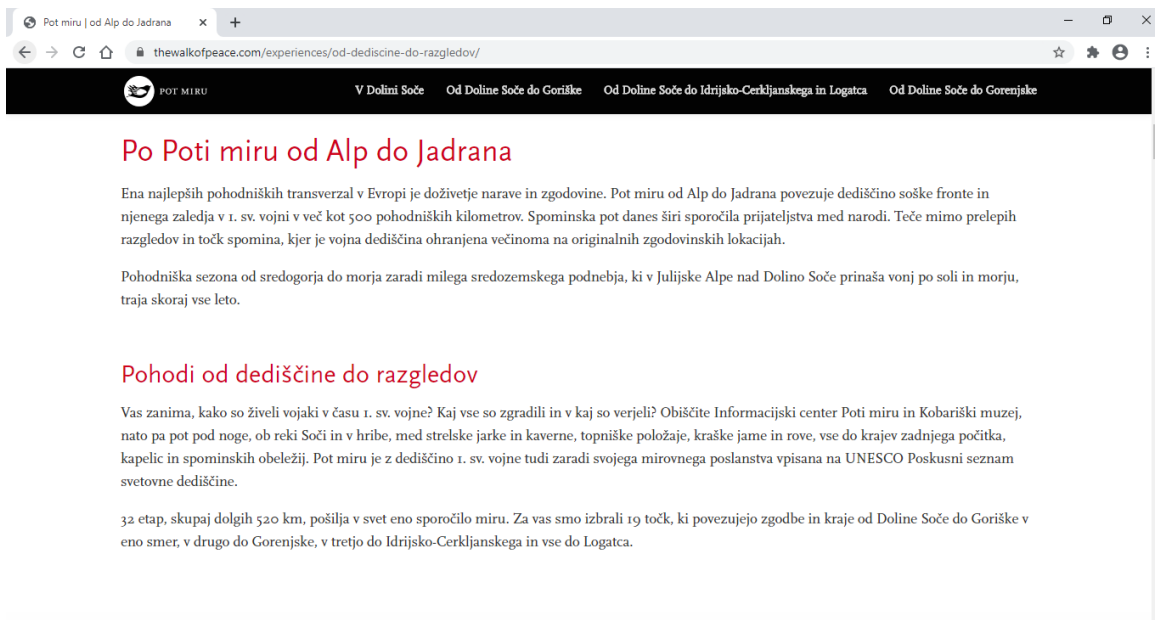 Pot miru | od Alp do Jadrana
thewalkofpeace.com/experiences/od-dediscine-do-razgledov/
POT MIRU
V Dolini Soče
Od Doline Soče do Goriške
Od Doline Soče do Idrijsko-Cerkljanskega in Logatca
Od Doline Soče do Gorenjske
Po Poti miru od Alp do Jadrana
Ena najlepših pohodniških transverzal v Evropi je doživetje narave in zgodovine. Pot miru od Alp do Jadrana povezuje dediščino soške fronte in
njenega zaledja v 1. sv. vojni v več kot 500 pohodniških kilometrov. Spominska pot danes širi sporočila prijateljstva med narodi. Teče mimo prelepih
razgledov in točk spomina, kjer je vojna dediščina ohranjena večinoma na originalnih zgodovinskih lokacijah.
Pohodniška sezona od sredogorja do morja zaradi milega sredozemskega podnebja, ki v Julijske Alpe nad Dolino Soče prinaša vonj po soli in morju,
traja skoraj vse leto.
Pohodi od dediščine do razgledov
Vas zanima, kako so živeli vojaki v času 1. sv. vojne? Kaj vse so zgradili in v kaj so verjeli? Obiščite Informacijski center Poti miru in Kobariški muzej,
nato pa pot pod noge, ob reki Soči in v hribe, med strelske jarke in kaverne, topniške položaje, kraške jame in rove, vse do krajev zadnjega počitka,
kapelic in spominskih obeležij. Pot miru je z dediščino 1. sv. vojne tudi zaradi svojega mirovnega poslanstva vpisana na UNESCO Poskusni seznam
svetovne dediščine.
32 etap, skupaj dolgih 520 km, pošilja v svet eno sporočilo miru. Za vas smo izbrali 19 točk, ki povezujejo zgodbe in kraje od Doline Soče do Goriške v
eno smer, v drugo do Gorenjske, v tretjo do Idrijsko-Cerkljanskega in vse do Logatca.